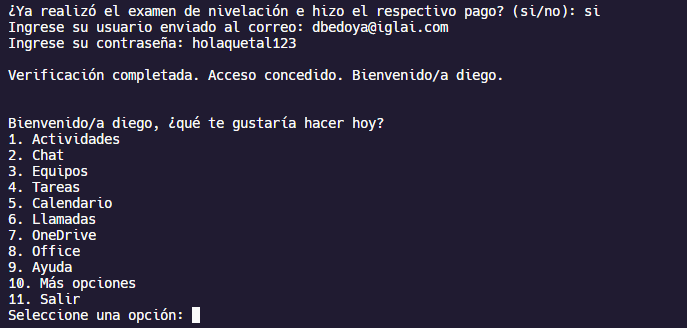 ¿Ya realizó el examen de nivelación e hizo el respectivo pago? (si/no): si
Ingrese su usuario enviado al correo: dbedoya@iglai.com
Ingrese su contraseña: holaquetal123
Verificación completada. Acceso concedido. Bienvenido/a diego.
Bienvenido/a diego, ¿qué te gustaría hacer hoy?
1. Actividades
2. Chat
3. Equipos
4. Tareas
5. Calendario
6. Llamadas
7. OneDrive
8. Office
9. Ayuda
10. Más opciones
11. Salir
Seleccione una opción: